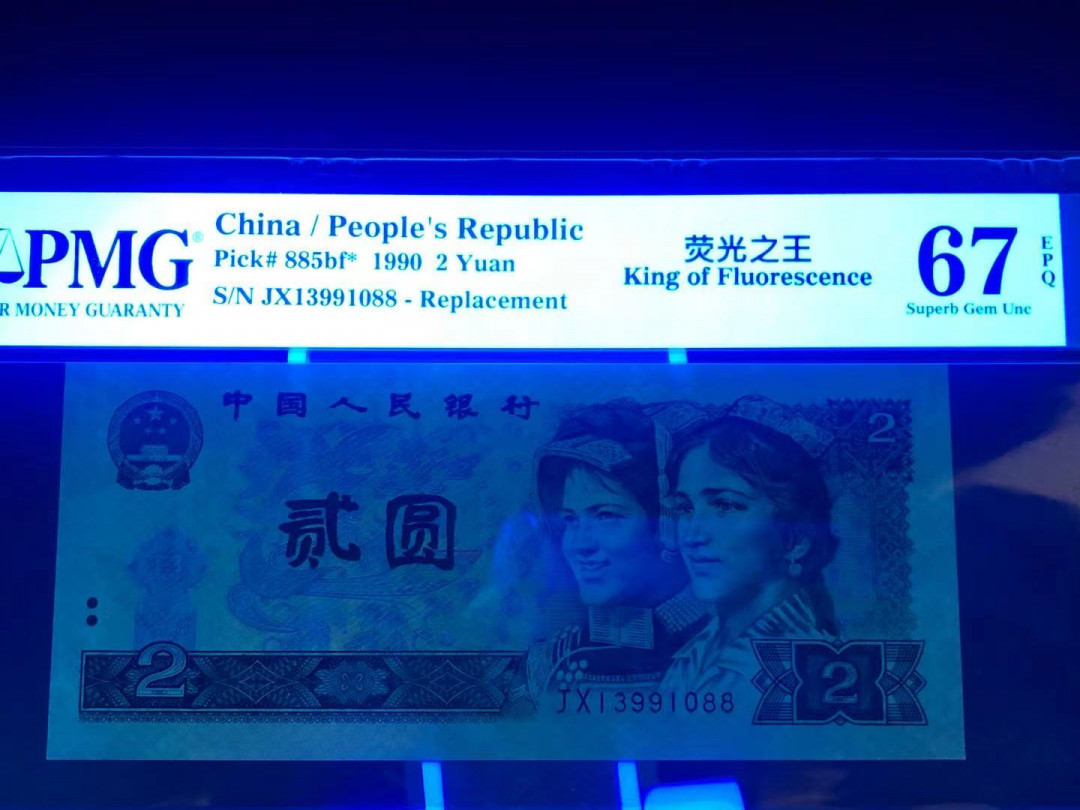 PMG®
R MONEY GUARANTY
China / People's Republic
Pick# 885bf* 1990 2 Yuan
S/N JX13991088 - Replacement
荧光之王
King of Fluorescence
67
EPQ
Superb Gem Unc
中国人民银行
2
贰圆
2
JX13991088
2